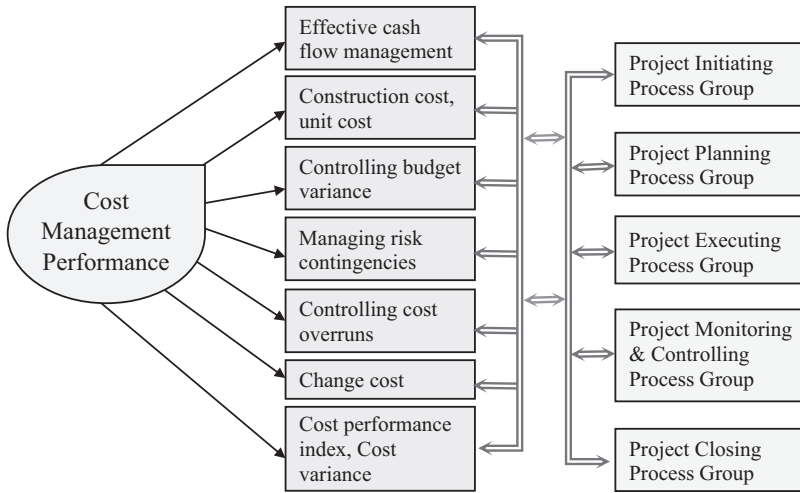 Cost
Management
Performance
Effective cash
flow management
Construction cost,
unit cost
Controlling budget
variance
Managing risk
contingencies
Controlling cost
overruns
Change cost
Cost performance
index, Cost
variance
Project Initiating
Process Group
Project Planning
Process Group
Project Executing
Process Group
Project Monitoring
& Controlling
Process Group
Project Closing
Process Group